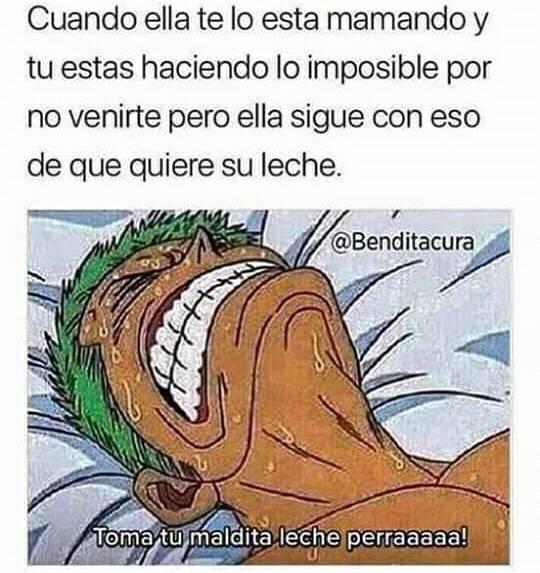 Cuando ella te lo esta mamando y
tu estas haciendo lo imposible por
no venirte pero ella sigue con eso
de que quiere su leche.
@Benditacura
Toma tu maldita leche perraaaaa!